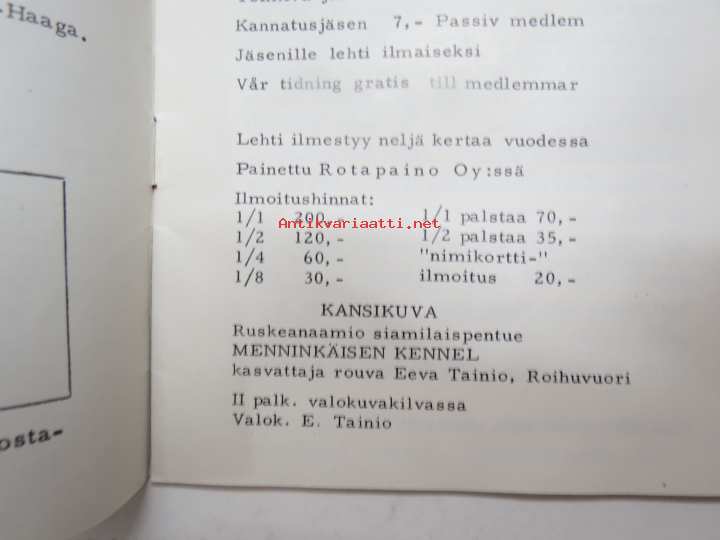 -Haaga.
Kannatusjäsen 7,- Passiv medlem
Jäsenille lehti ilmaiseksi
Vår tidning gratis till medlemmar
Lehti ilmestyy neljä kertaa vuodessa
Painettu Rotapaino Oy:ssä
Ilmoitushinnat:
1/1 200,- 1/1 palstaa 70,-
Antikvariaatti.net
1/2 120,- 1/2 palstaa 35,-
1/4 60,- "nimikortti-"
1/8 30,- ilmoitus 20,-
KANSIKUVA
Ruskeanaamio siamilaispentue
MENNINKÄISEN KENNEL
kasvattaja rouva Eeva Tainio, Roihuvuori
II palk. valokuvakilvassa
Valok. E. Tainio
osta-